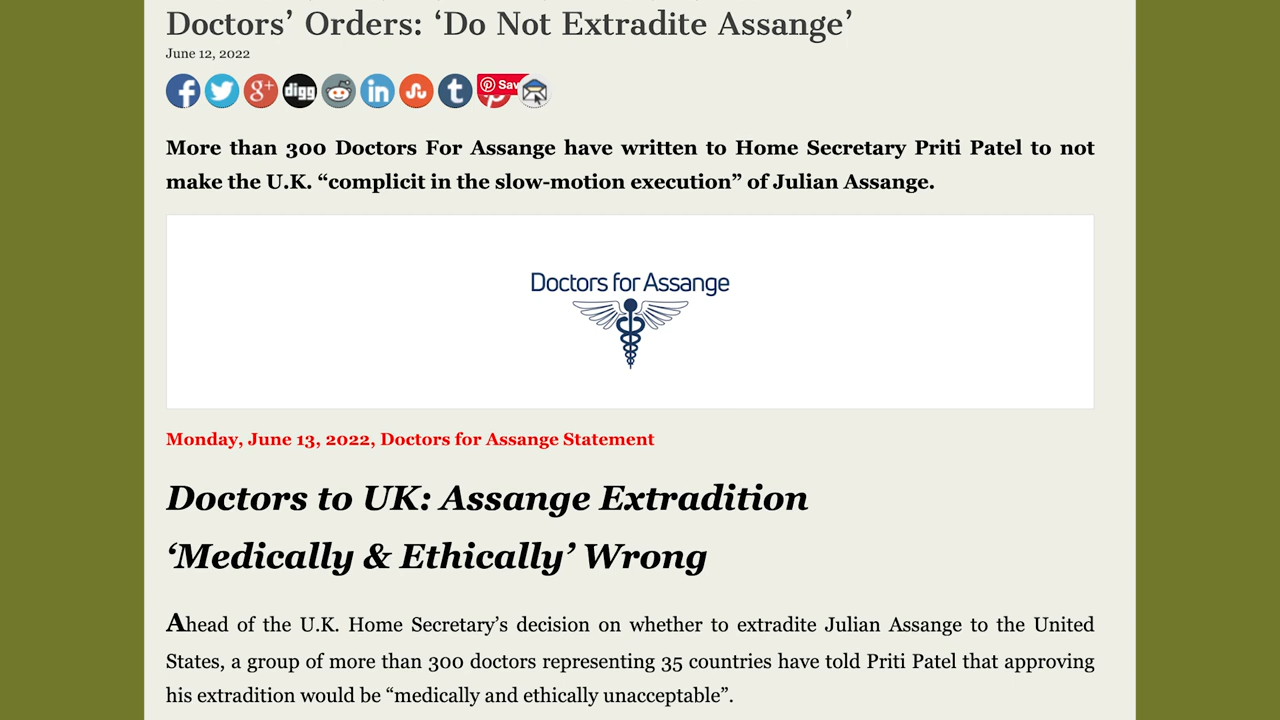 Doctors’ Orders: ‘Do Not Extradite Assange’
June 12, 2022
digg
Sav
More than 300 Doctors For Assange have written to Home Secretary Priti Patel to not
make the U.K. “complicit in the slow-motion execution” of Julian Assange.
Doctors for Assange
Monday, June 13, 2022, Doctors for Assange Statement
Doctors to UK: Assange Extradition
‘Medically & Ethically’ Wrong
Ahead of the U.K. Home Secretary’s decision on whether to extradite Julian Assange to the United
States, a group of more than 300 doctors representing 35 countries have told Priti Patel that approving
his extradition would be “medically and ethically unacceptable”.